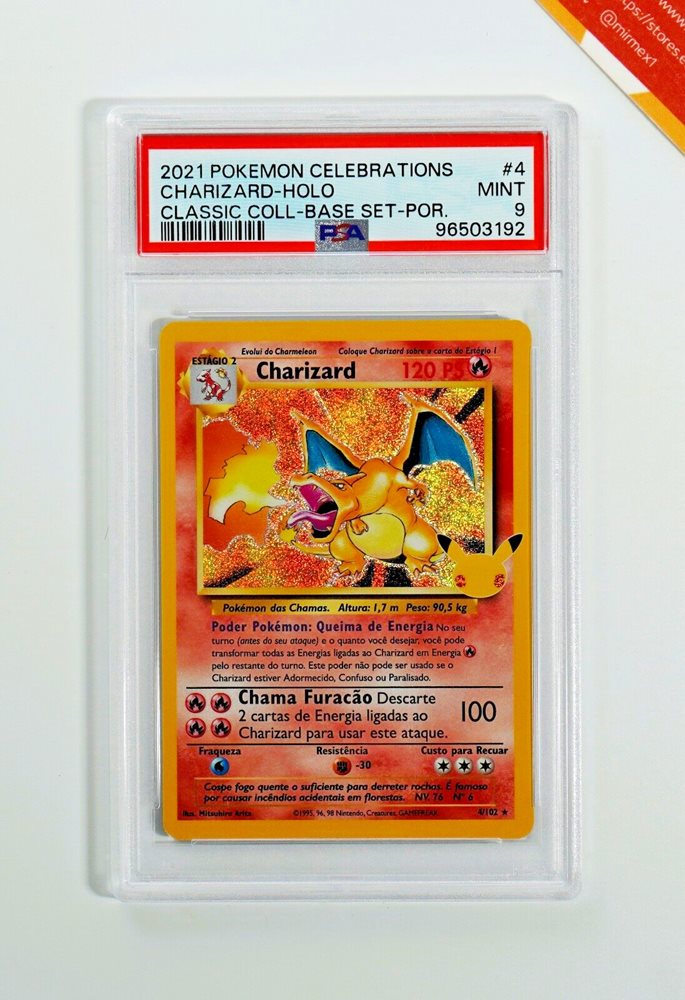 www.
https://stores.e
@mirmex1
2021 POKEMON CELEBRATIONS #4
CHARIZARD-HOLO MINT
CLASSIC COLL-BASE SET-POR. 9
PSA 96503192
Evolui do Charmeleon Coloque Charizard sobre a carta do Estágio 1
ESTÁGIO 2
Charizard 120 PS
Pokémon das Chamas. Altura: 1,7 m Peso: 90,5 kg
Poder Pokémon: Queima de Energia No seu
turno (antes do seu ataque) e o quanto você desejar, você pode
transformar todas as Energias ligadas ao Charizard em Energia
pelo restante do turno. Este poder não pode ser usado se o
Charizard estiver Adormecido, Confuso ou Paralisado.
Chama Furacão Descarte
2 cartas de Energia ligadas ao 100
Charizard para usar este ataque.
Fraqueza Resistência Custo para Recuar
-30
Cospe fogo quente o suficiente para derreter rochas. É famoso
por causar incêndios acidentais em florestas. NV. 76 Nº 6
Ilus. Mitsuhiro Arita ©1995, 96, 98 Nintendo, Creatures, GAMEFREAK. 4/102 ★